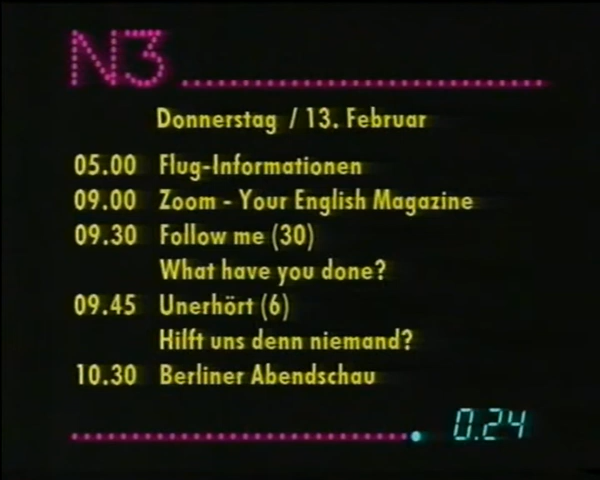 N3
Donnerstag / 13. Februar
05.00 Flug-Informationen
09.00 Zoom - Your English Magazine
09.30 Follow me (30)
What have you done?
09.45 Unerhört (6)
Hilft uns denn niemand?
10.30 Berliner Abendschau
0.24